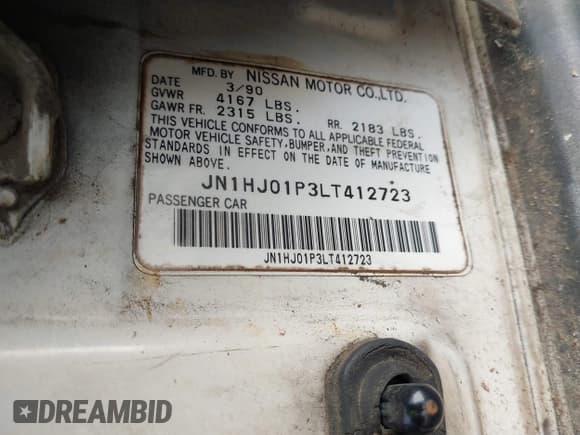 MFD. BY NISSAN MOTOR CO.,LTD.
DATE 3/90
GVWR 4167 LBS.
GAWR FR. 2315 LBS. RR. 2183 LBS.
THIS VEHICLE CONFORMS TO ALL APPLICABLE FEDERAL
MOTOR VEHICLE SAFETY, BUMPER, AND THEFT PREVENTION
STANDARDS IN EFFECT ON THE DATE OF MANUFACTURE
SHOWN ABOVE.
JN1HJ01P3LT412723
PASSENGER CAR
JN1HJ01P3LT412723
DREAMBID